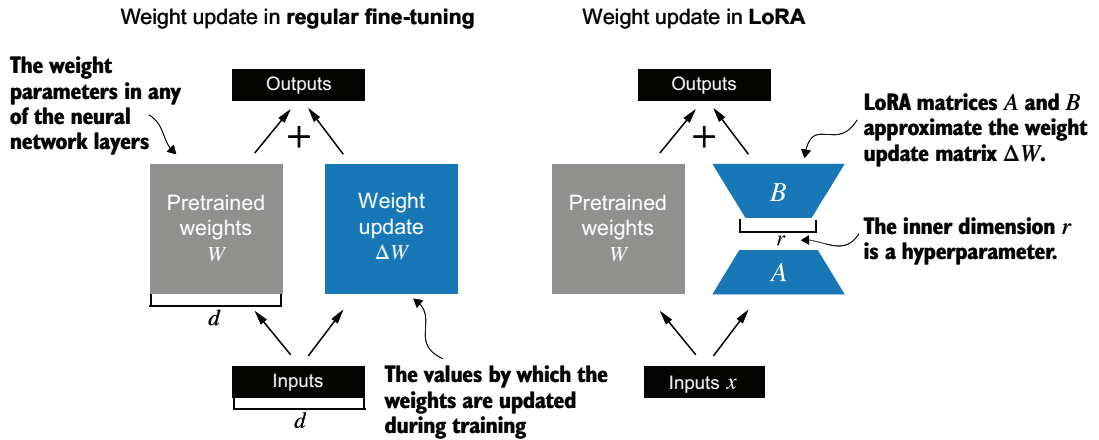 Weight update in regular fine-tuning
The weight
parameters in any
of the neural
network layers
Outputs
+
Pretrained
weights
W
Weight
update
ΔW
d
Inputs
d
The values by which the
weights are updated
during training
Weight update in LoRA
Outputs
+
LoRA matrices A and B
approximate the weight
update matrix ΔW.
Pretrained
weights
W
B
r
The inner dimension r
is a hyperparameter.
A
Inputs x